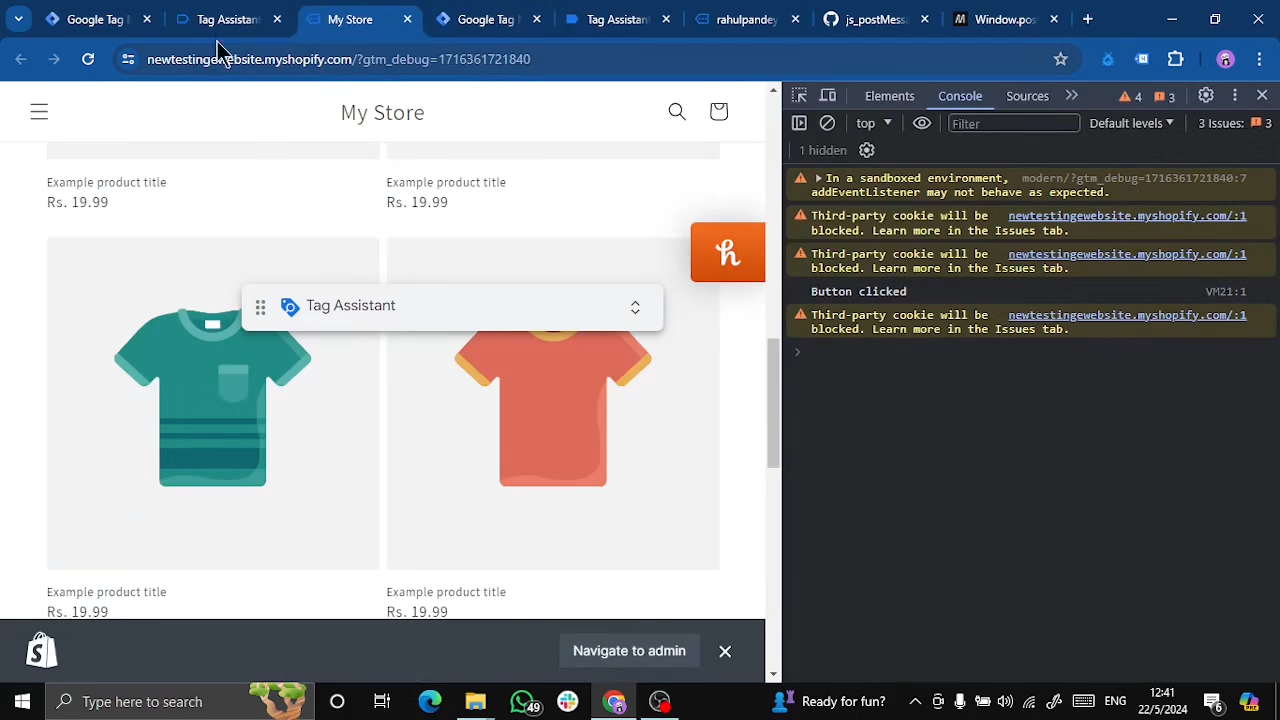 Google Tag
Tag Assistant
My Store
Google Tag
Tag Assistant
rahulpandey
js_postMess
Window.pos
newtestingewebsite.myshopify.com/?gtm_debug=1716361721840
My Store
Elements
Console
Sources
4
3
top
Filter
Default levels
3 Issues:
3
1 hidden
In a sandboxed environment,
modern/?gtm_debug=1716361721840:7
addEventListener may not behave as expected.
Third-party cookie will be
newtestingewebsite.myshopify.com/:1
blocked. Learn more in the Issues tab.
Third-party cookie will be
newtestingewebsite.myshopify.com/:1
blocked. Learn more in the Issues tab.
Button clicked
VM21:1
Third-party cookie will be
newtestingewebsite.myshopify.com/:1
blocked. Learn more in the Issues tab.
Example product title
Rs. 19.99
Example product title
Rs. 19.99
h
Tag Assistant
Example product title
Rs. 19.99
Example product title
Rs. 19.99
Navigate to admin
Type here to search
49
Ready for fun?
ENG
12:41
22/5/2024
6